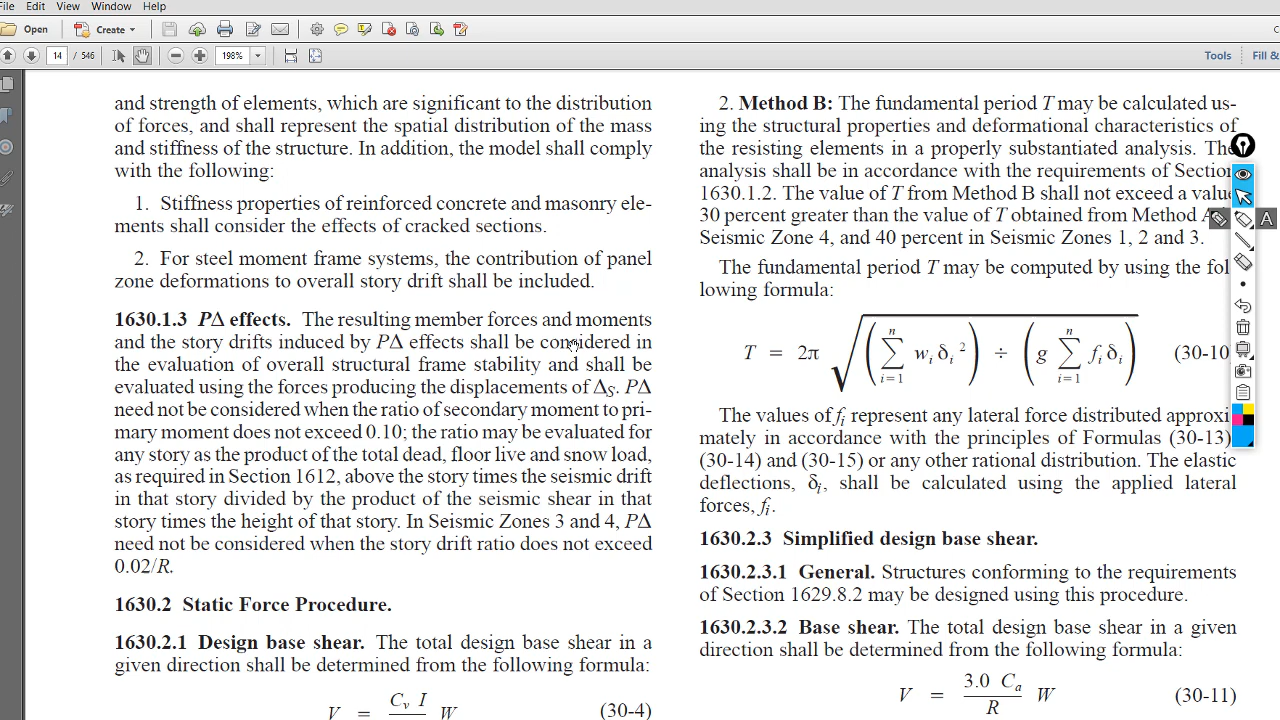 File Edit View Window Help
Open Create
14 / 546 198% Tools Fill &
and strength of elements, which are significant to the distribution
of forces, and shall represent the spatial distribution of the mass
and stiffness of the structure. In addition, the model shall comply
with the following:
1. Stiffness properties of reinforced concrete and masonry ele-
ments shall consider the effects of cracked sections.
2. For steel moment frame systems, the contribution of panel
zone deformations to overall story drift shall be included.
1630.1.3 PΔ effects. The resulting member forces and moments
and the story drifts induced by PΔ effects shall be considered in
the evaluation of overall structural frame stability and shall be
evaluated using the forces producing the displacements of ΔS. PΔ
need not be considered when the ratio of secondary moment to pri-
mary moment does not exceed 0.10; the ratio may be evaluated for
any story as the product of the total dead, floor live and snow load,
as required in Section 1612, above the story times the seismic drift
in that story divided by the product of the seismic shear in that
story times the height of that story. In Seismic Zones 3 and 4, PΔ
need not be considered when the story drift ratio does not exceed
0.02/R.
1630.2 Static Force Procedure.
1630.2.1 Design base shear. The total design base shear in a
given direction shall be determined from the following formula:
V = Cv I W (30-4)
2. Method B: The fundamental period T may be calculated us-
ing the structural properties and deformational characteristics of
the resisting elements in a properly substantiated analysis. The
analysis shall be in accordance with the requirements of Section
1630.1.2. The value of T from Method B shall not exceed a value
30 percent greater than the value of T obtained from Method A
Seismic Zone 4, and 40 percent in Seismic Zones 1, 2 and 3.
The fundamental period T may be computed by using the fol
lowing formula:
T = 2π √(∑ i=1 n wi δi 2) ÷ (g ∑ i=1 n fi δi) (30-10
The values of fi represent any lateral force distributed approxi
mately in accordance with the principles of Formulas (30-13)
(30-14) and (30-15) or any other rational distribution. The elastic
deflections, δi, shall be calculated using the applied lateral
forces, fi.
1630.2.3 Simplified design base shear.
1630.2.3.1 General. Structures conforming to the requirements
of Section 1629.8.2 may be designed using this procedure.
1630.2.3.2 Base shear. The total design base shear in a given
direction shall be determined from the following formula:
V = 3.0 Ca / R W (30-11)
A